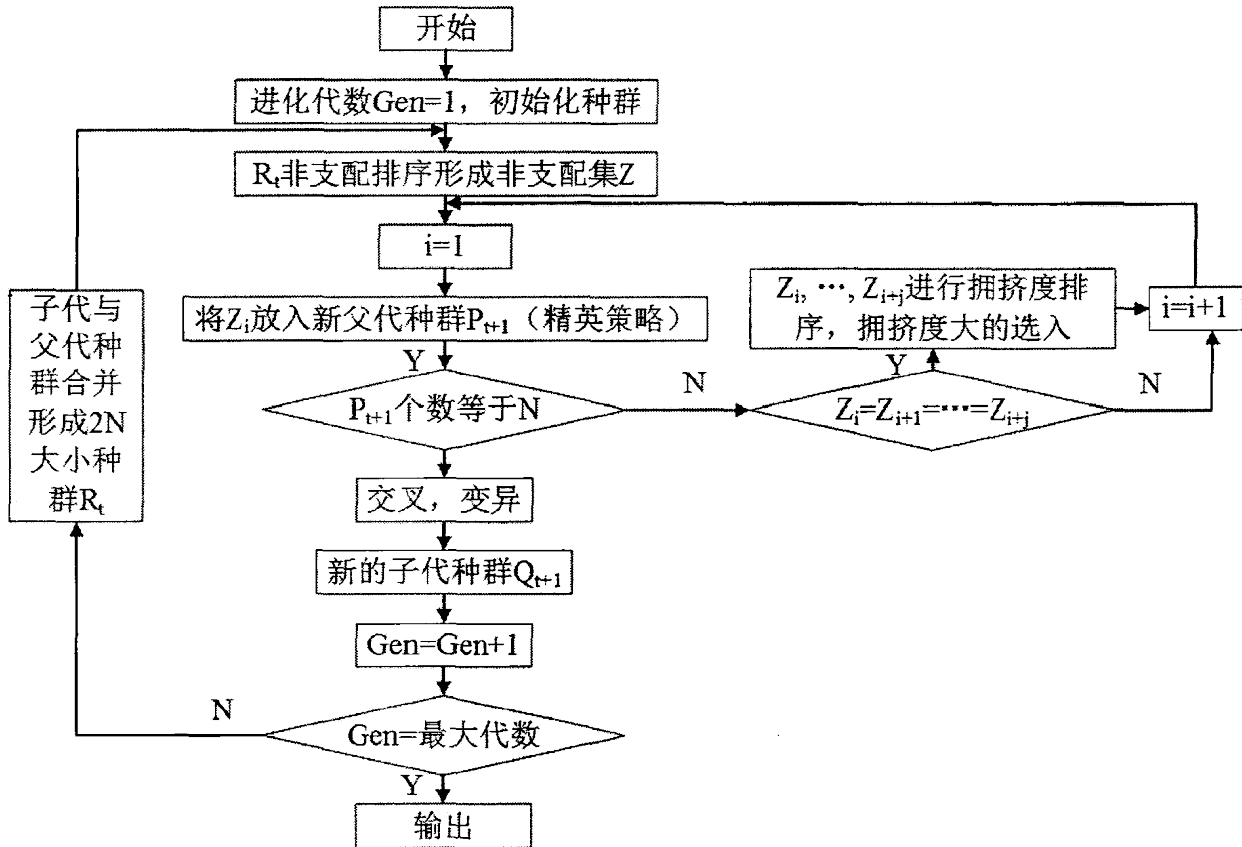 开始
进化代数Gen=1，初始化种群
Rt非支配排序形成非支配集Z
i=1
将Zi放入新父代种群Pt+1（精英策略）
Y
Pt+1个数等于N
N
Zi, ···, Zi+j进行拥挤度排
序，拥挤度大的选入
i=i+1
Y
N
Zi=Zi+1=···=Zi+j
子代与
父代种
群合并
形成2N
大小种
群Rt
交叉，变异
新的子代种群Qt+1
Gen=Gen+1
N
Gen=最大代数
Y
输出